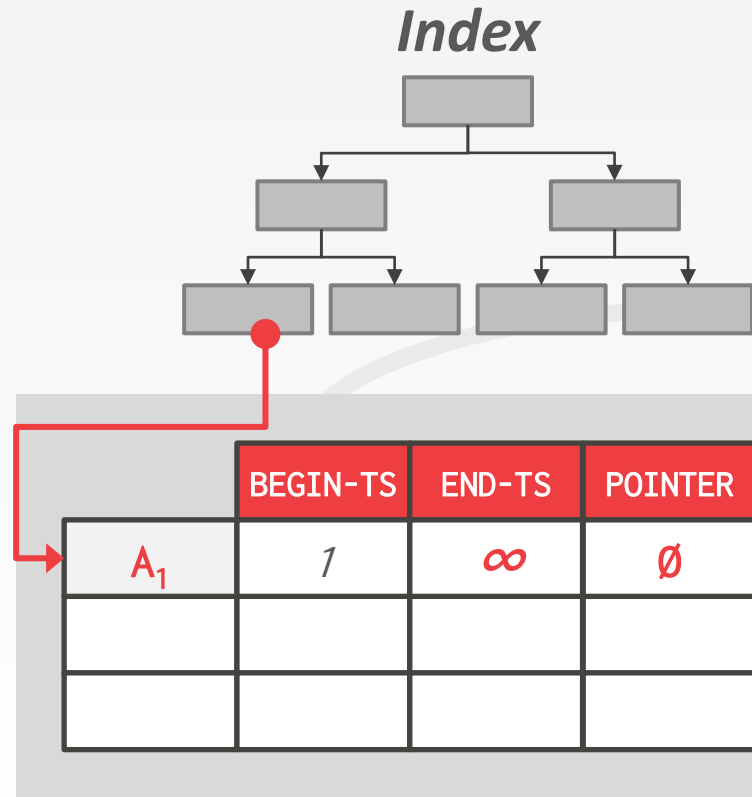 Index
BEGIN-TS END-TS POINTER
A₁ 1 ∞ Ø